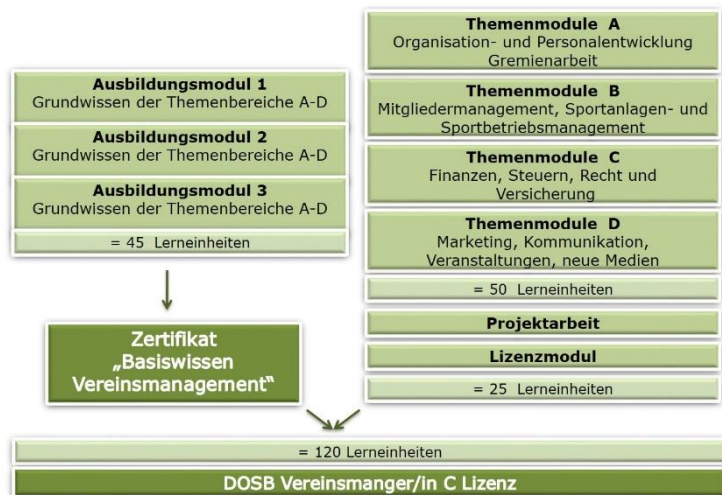 Ausbildungsmodul 1
Grundwissen der Themenbereiche A-D
Ausbildungsmodul 2
Grundwissen der Themenbereiche A-D
Ausbildungsmodul 3
Grundwissen der Themenbereiche A-D
= 45 Lerneinheiten
Zertifikat
„Basiswissen
Vereinsmanagement“
Themenmodule A
Organisation- und Personalentwicklung
Gremienarbeit
Themenmodule B
Mitgliedermanagement, Sportanlagen- und
Sportbetriebsmanagement
Themenmodule C
Finanzen, Steuern, Recht und
Versicherung
Themenmodule D
Marketing, Kommunikation,
Veranstaltungen, neue Medien
= 50 Lerneinheiten
Projektarbeit
Lizenzmodul
= 25 Lerneinheiten
= 120 Lerneinheiten
DOSB Vereinsmanger/in C Lizenz